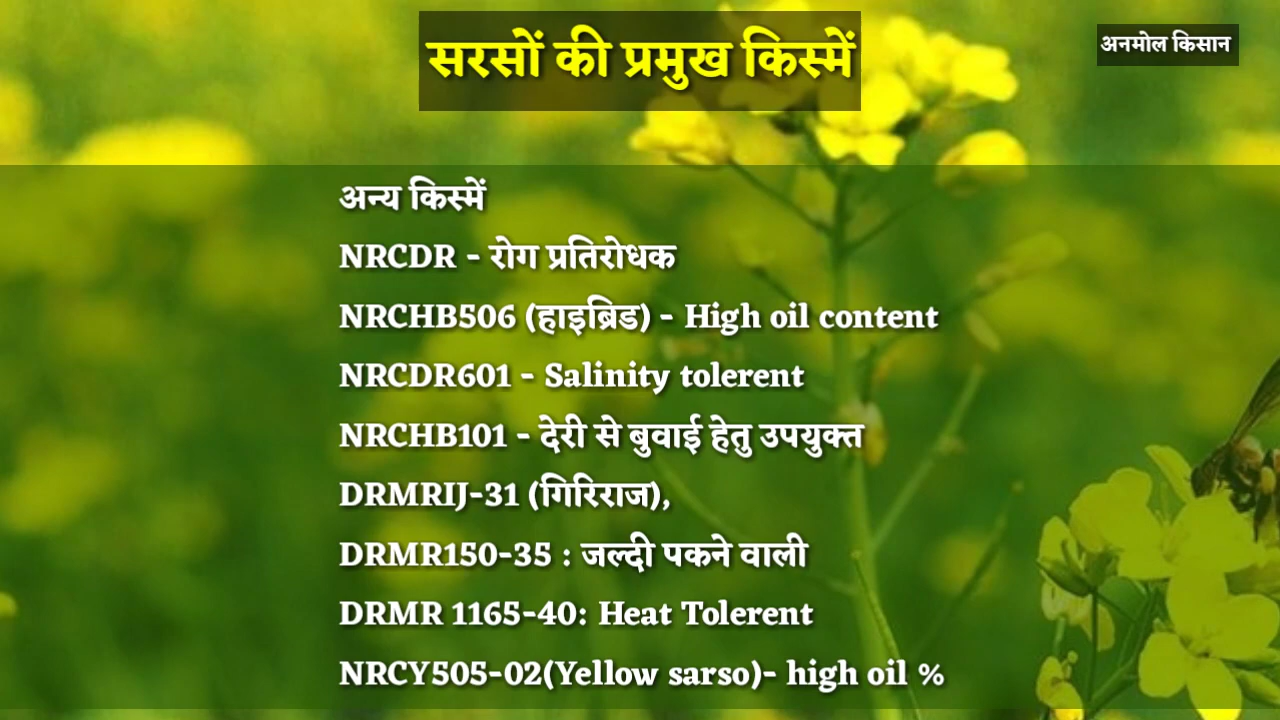 सरसों की प्रमुख किस्में
अनमोल किसान
अन्य किस्में
NRCDR - रोग प्रतिरोधक
NRCHB506 (हाइब्रिड) - High oil content
NRCDR601 - Salinity tolerent
NRCHB101 - देरी से बुवाई हेतु उपयुक्त
DRMRIJ-31 (गिरिराज),
DRMR150-35 : जल्दी पकने वाली
DRMR 1165-40: Heat Tolerent
NRCY505-02(Yellow sarso)- high oil %